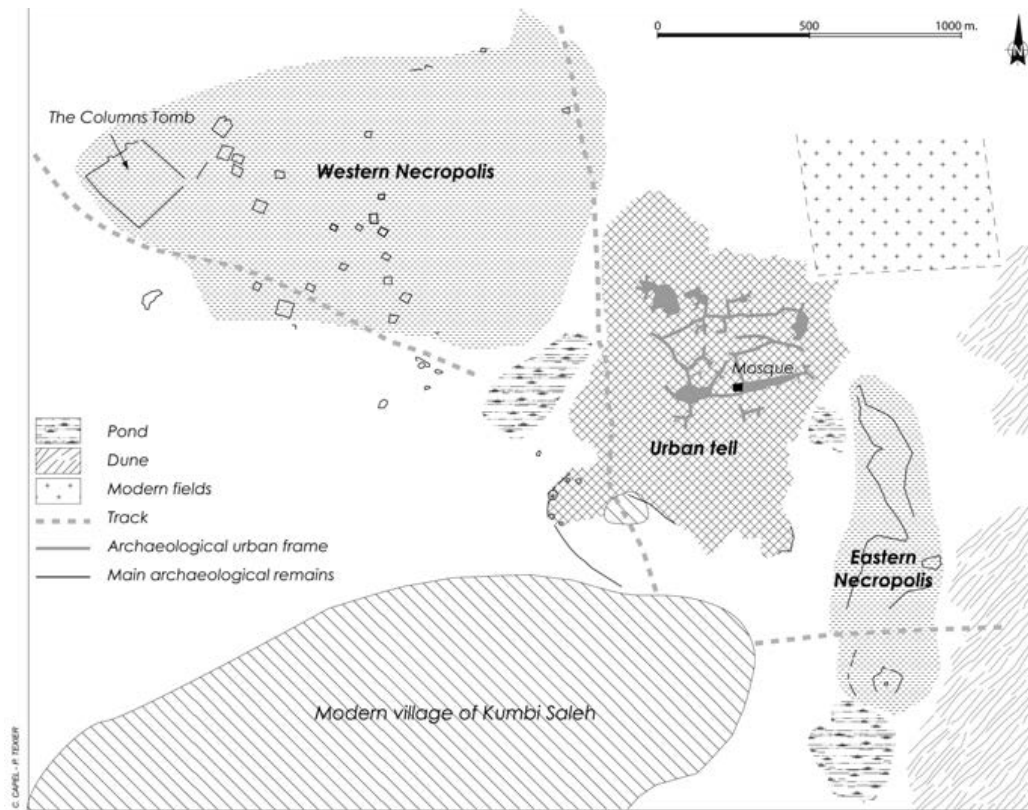 0 500 1000 m.
N
The Columns Tomb
Western Necropolis
Mosque
Urban tell
Pond
Dune
Modern fields
Track
Archaeological urban frame
Main archaeological remains
Eastern
Necropolis
Modern village of Kumbi Saleh
C. CAPEL - P. TEXIER